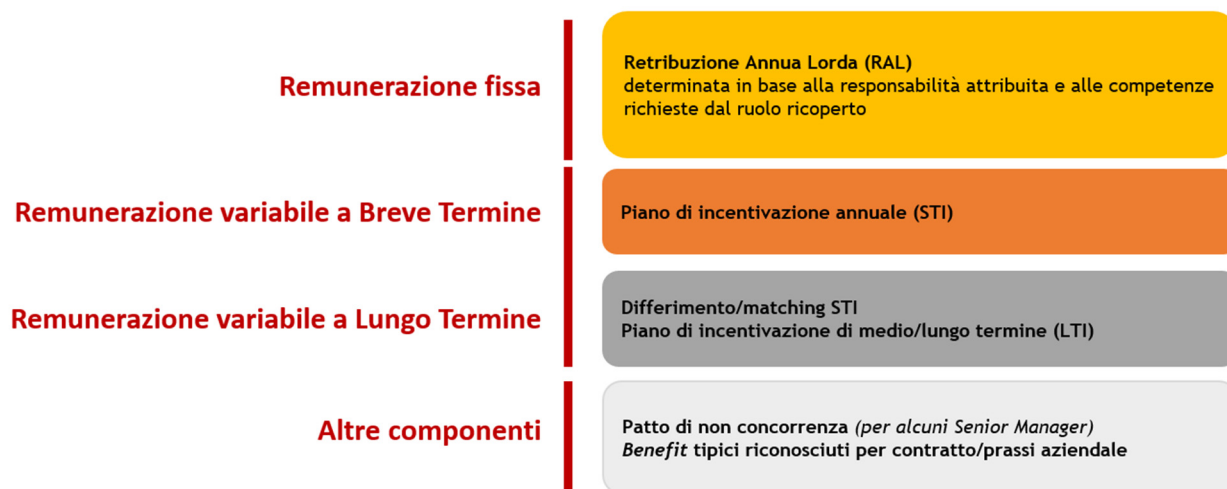 Remunerazione fissa
Retribuzione Annua Lorda (RAL)
determinata in base alla responsabilità attribuita e alle competenze
richieste dal ruolo ricoperto
Remunerazione variabile a Breve Termine
Piano di incentivazione annuale (STI)
Remunerazione variabile a Lungo Termine
Differimento/matching STI
Piano di incentivazione di medio/lungo termine (LTI)
Altre componenti
Patto di non concorrenza (per alcuni Senior Manager)
Benefit tipici riconosciuti per contratto/prassi aziendale